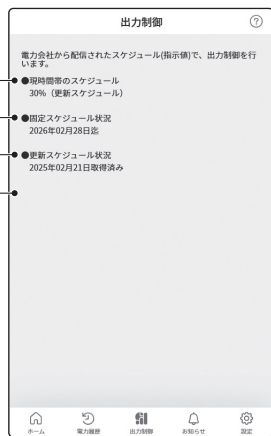 出力制御
電力会社から配信されたスケジュール(指示値)で、出力制御を行
います。
●現時間帯のスケジュール
30%（更新スケジュール）
●固定スケジュール状況
2026年02月28日迄
●更新スケジュール状況
2025年02月21日取得済み
ホーム
電力履歴
出力制御
お知らせ
設定